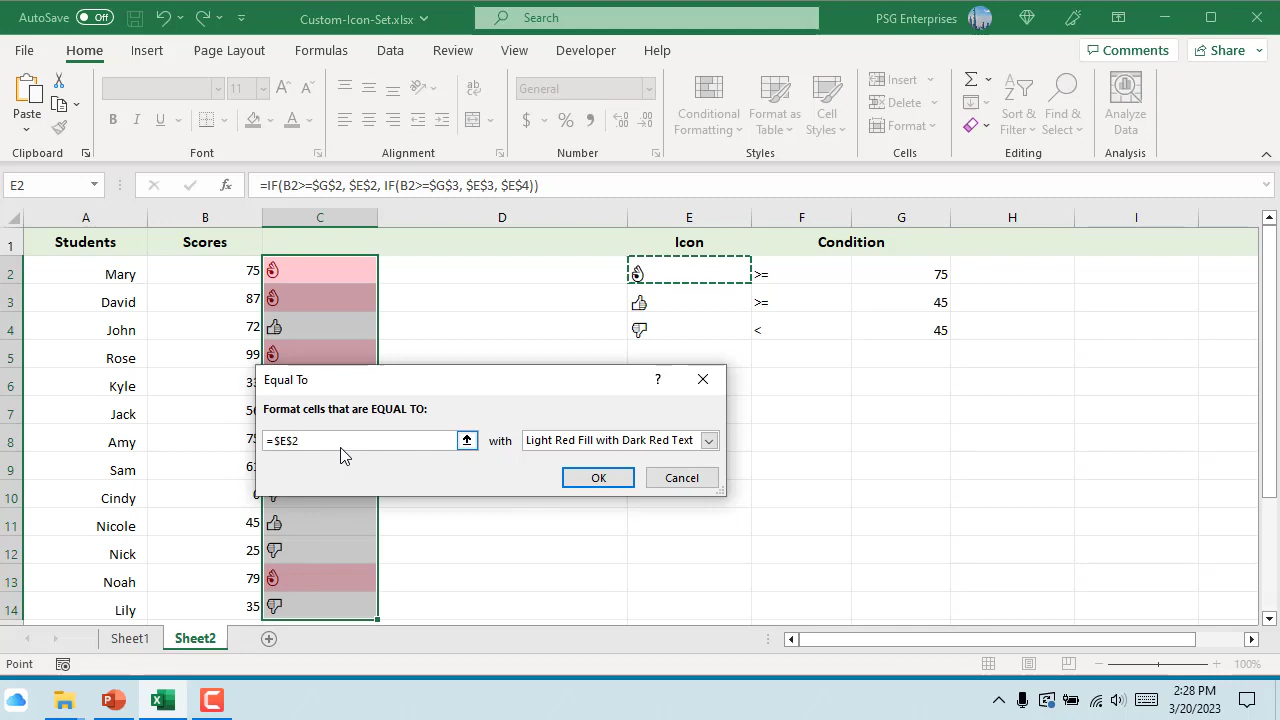 AutoSave Off Custom-Icon-Set.xlsx Search PSG Enterprises
File Home Insert Page Layout Formulas Data Review View Developer Help Comments Share
Paste 11 General Conditional Formatting Format as Table Cell Styles Insert Delete Format Sort & Filter Find & Select Analyze Data
Clipboard Font Alignment Number Styles Cells Editing Analysis
E2 fx =IF(B2>=$G$2, $E$2, IF(B2>=$G$3, $E$3, $E$4))
A B C D E F G H I
1 Students Scores Icon Condition
2 Mary 75 >= 75
3 David 87 >= 45
4 John 72 < 45
5 Rose 99
6 Kyle
7 Jack
8 Amy
9 Sam
10 Cindy
11 Nicole 45
12 Nick 25
13 Noah 79
14 Lily 35
Equal To ?
Format cells that are EQUAL TO:
=$E$2 with Light Red Fill with Dark Red Text
OK Cancel
Sheet1 Sheet2
Point 100%
2:28 PM
3/20/2023